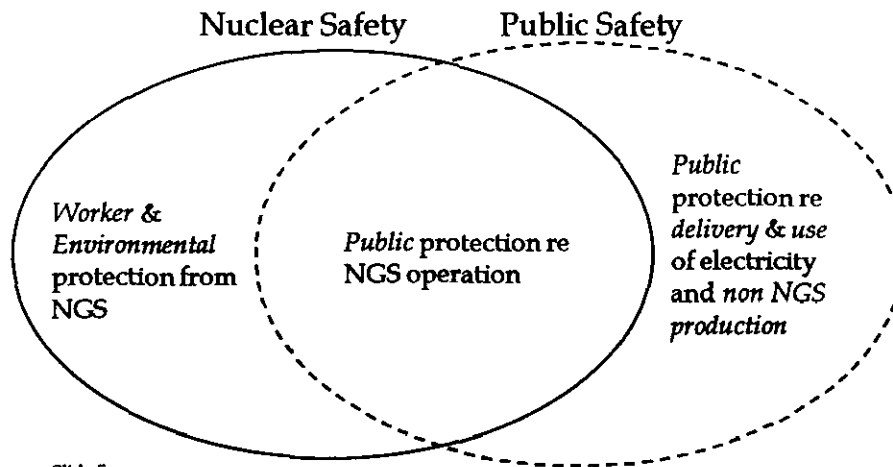 Nuclear Safety
Public Safety
Worker &
Environmental
protection from
NGS
Public protection re
NGS operation
Public
protection re
delivery & use
of electricity
and non NGS
production